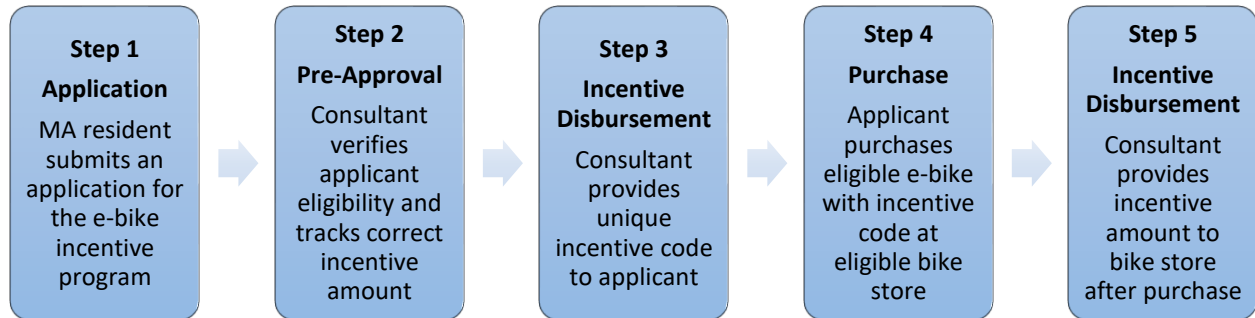 Step 1
Application
MA resident
submits an
application for
the e-bike
incentive
program
Step 2
Pre-Approval
Consultant
verifies
applicant
eligibility and
tracks correct
incentive
amount
Step 3
Incentive
Disbursement
Consultant
provides
unique
incentive code
to applicant
Step 4
Purchase
Applicant
purchases
eligible e-bike
with incentive
code at
eligible bike
store
Step 5
Incentive
Disbursement
Consultant
provides
incentive
amount to
bike store
after purchase